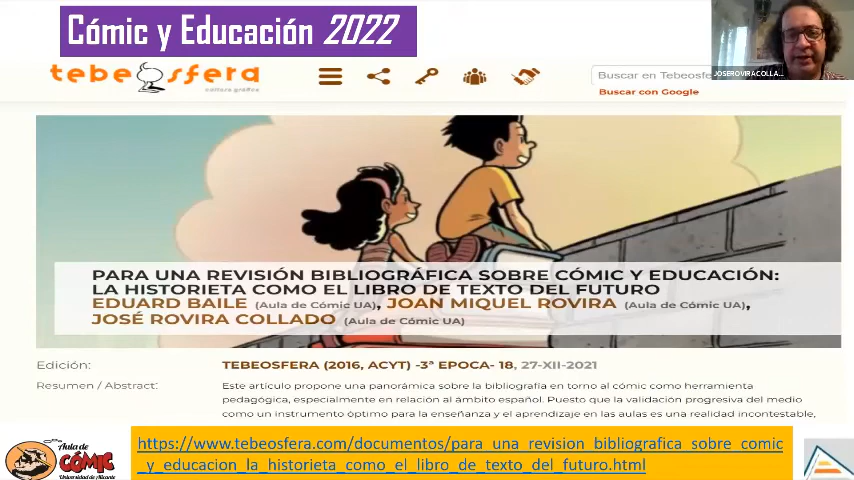 Cómic y Educación 2022
tebeosfera
cultura gráfica
Buscar en Tebeosfe
Buscar con Google
JOSEROVIRACOLLA...
PARA UNA REVISIÓN BIBLIOGRÁFICA SOBRE CÓMIC Y EDUCACIÓN:
LA HISTORIETA COMO EL LIBRO DE TEXTO DEL FUTURO
EDUARD BAILE (Aula de Cómic UA), JOAN MIQUEL ROVIRA (Aula de Cómic UA),
JOSÉ ROVIRA COLLADO (Aula de Cómic UA)
Edición: TEBEOSFERA (2016, ACYT) -3ª EPOCA- 18, 27-XII-2021
Resumen / Abstract: Este artículo propone una panorámica sobre la bibliografía en torno al cómic como herramienta
pedagógica, especialmente en relación al ámbito español. Puesto que la validación progresiva del medio
como un instrumento óptimo para la enseñanza y el aprendizaje en las aulas es una realidad incontestable,
Aula de
CÓMIC
Universidad de Alicante
https://www.tebeosfera.com/documentos/para_una_revision_bibliografica_sobre_comic
_y_educacion_la_historieta_como_el_libro_de_texto_del_futuro.html